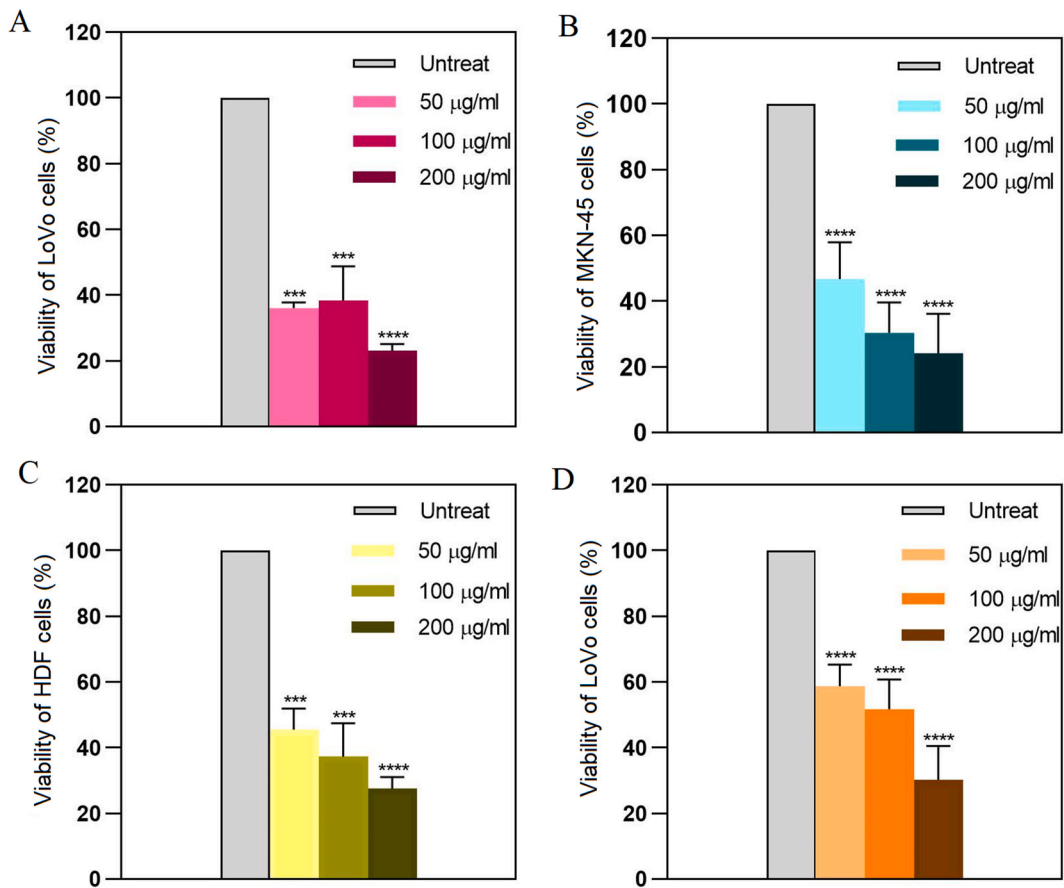 A
Viability of LoVo cells (%)
120
100
80
60
40
20
0
Untreat
50 μg/ml
100 μg/ml
200 μg/ml
***
***
****
B
Viability of MKN-45 cells (%)
120
100
80
60
40
20
0
Untreat
50 μg/ml
100 μg/ml
200 μg/ml
****
****
****
C
Viability of HDF cells (%)
120
100
80
60
40
20
0
Untreat
50 μg/ml
100 μg/ml
200 μg/ml
***
***
****
D
Viability of LoVo cells (%)
120
100
80
60
40
20
0
Untreat
50 μg/ml
100 μg/ml
200 μg/ml
****
****
****